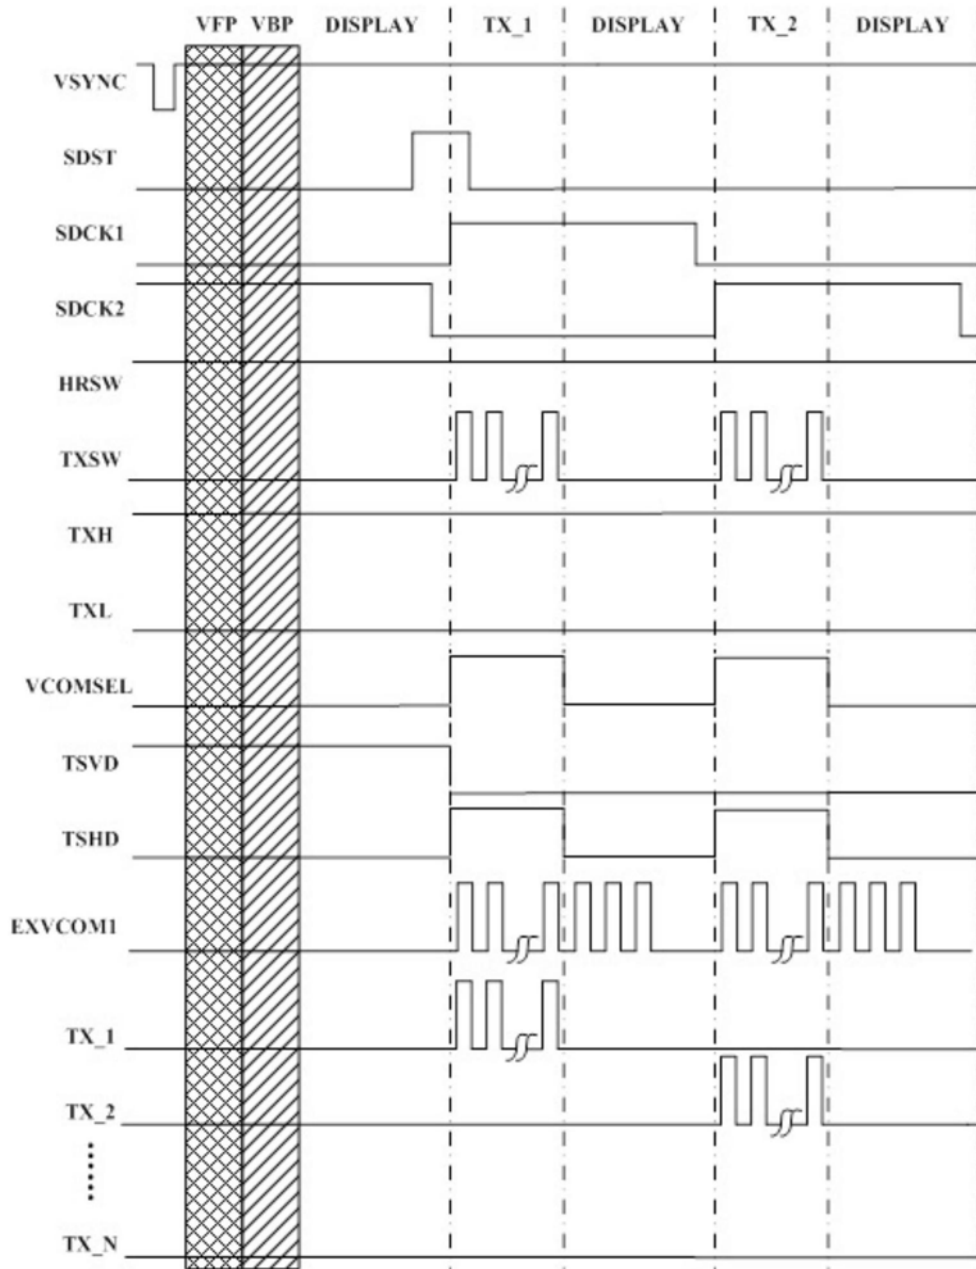 VFP VBP DISPLAY TX_1 DISPLAY TX_2 DISPLAY
VSYNC
SDST
SDCK1
SDCK2
HRSW
TXSW
TXH
TXL
VCOMSEL
TSVD
TSHD
EXVCOM1
TX_1
TX_2
TX_N